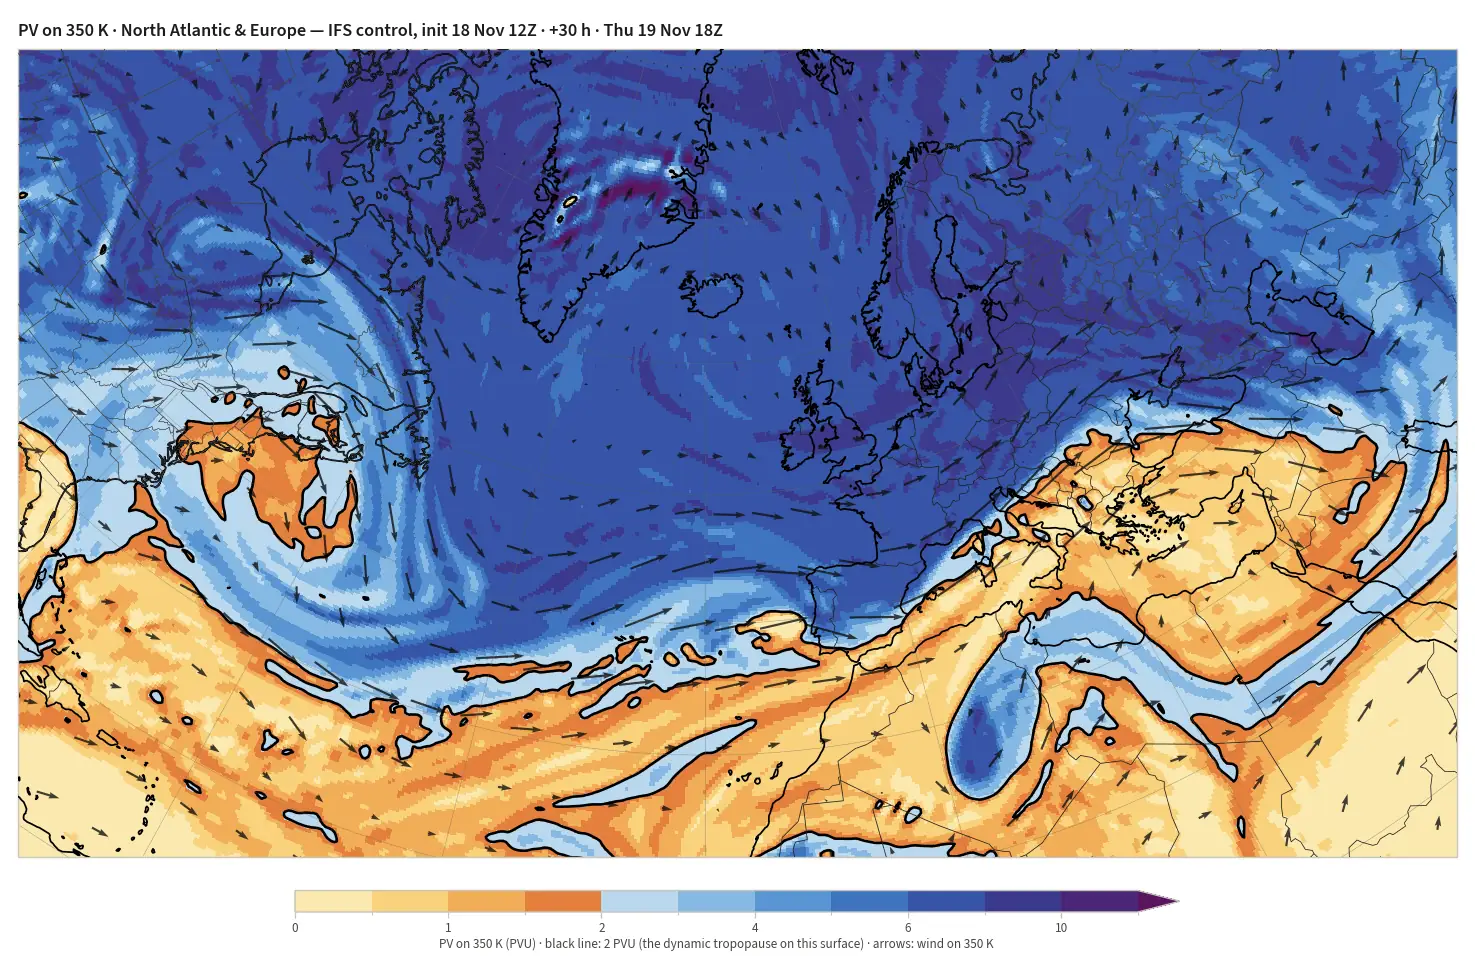 PV on 350 K · North Atlantic & Europe — IFS control, init 18 Nov 12Z · +30 h · Thu 19 Nov 18Z
0 1 2 4 6 10
PV on 350 K (PVU) · black line: 2 PVU (the dynamic tropopause on this surface) · arrows: wind on 350 K